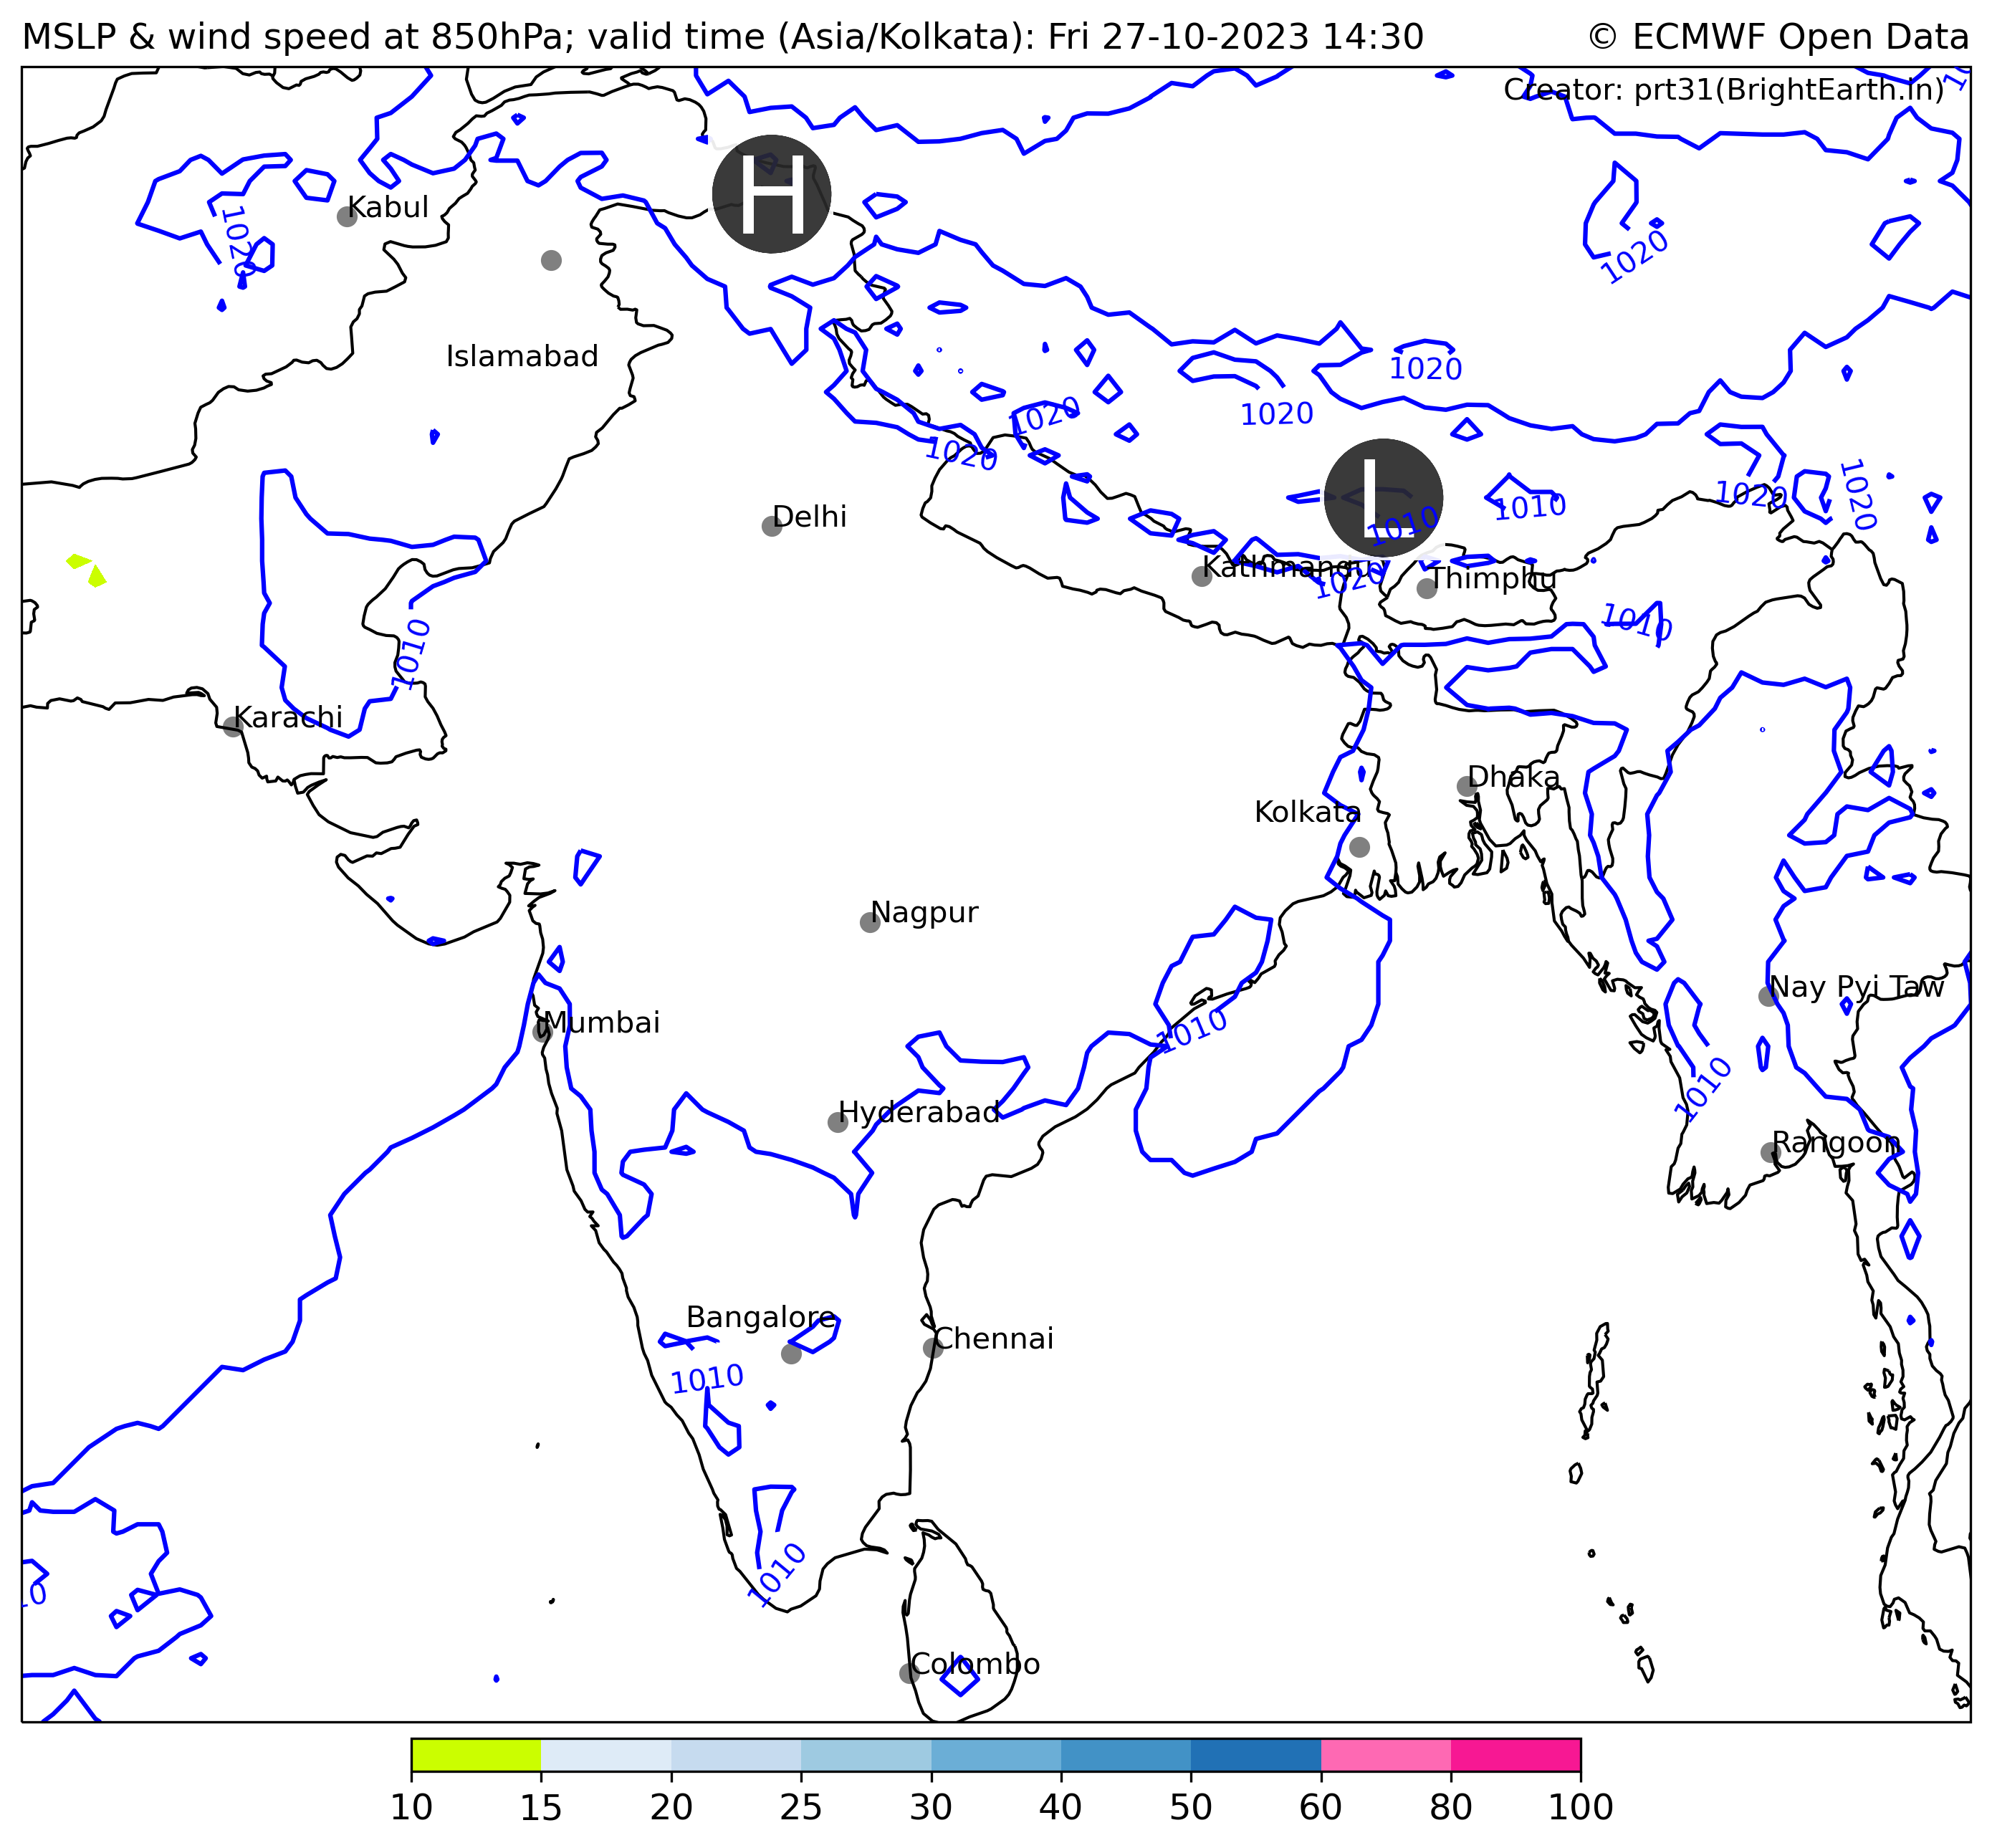 MSLP & wind speed at 850hPa; valid time (Asia/Kolkata): Fri 27-10-2023 14:30
© ECMWF Open Data
Creator: prt31(BrightEarth.in)
H
Kabul
1020
1020
Islamabad
1020
1020
1020
1020
L
1020
1020
Delhi
1010
1010
Kathmandu
1020
Thimphu
1010
1010
Karachi
Dhaka
Kolkata
Nagpur
Nay Pyi Taw
Mumbai
1010
1010
Hyderabad
Rangoon
Bangalore
Chennai
1010
1010
Colombo
10 15 20 25 30 40 50 60 80 100